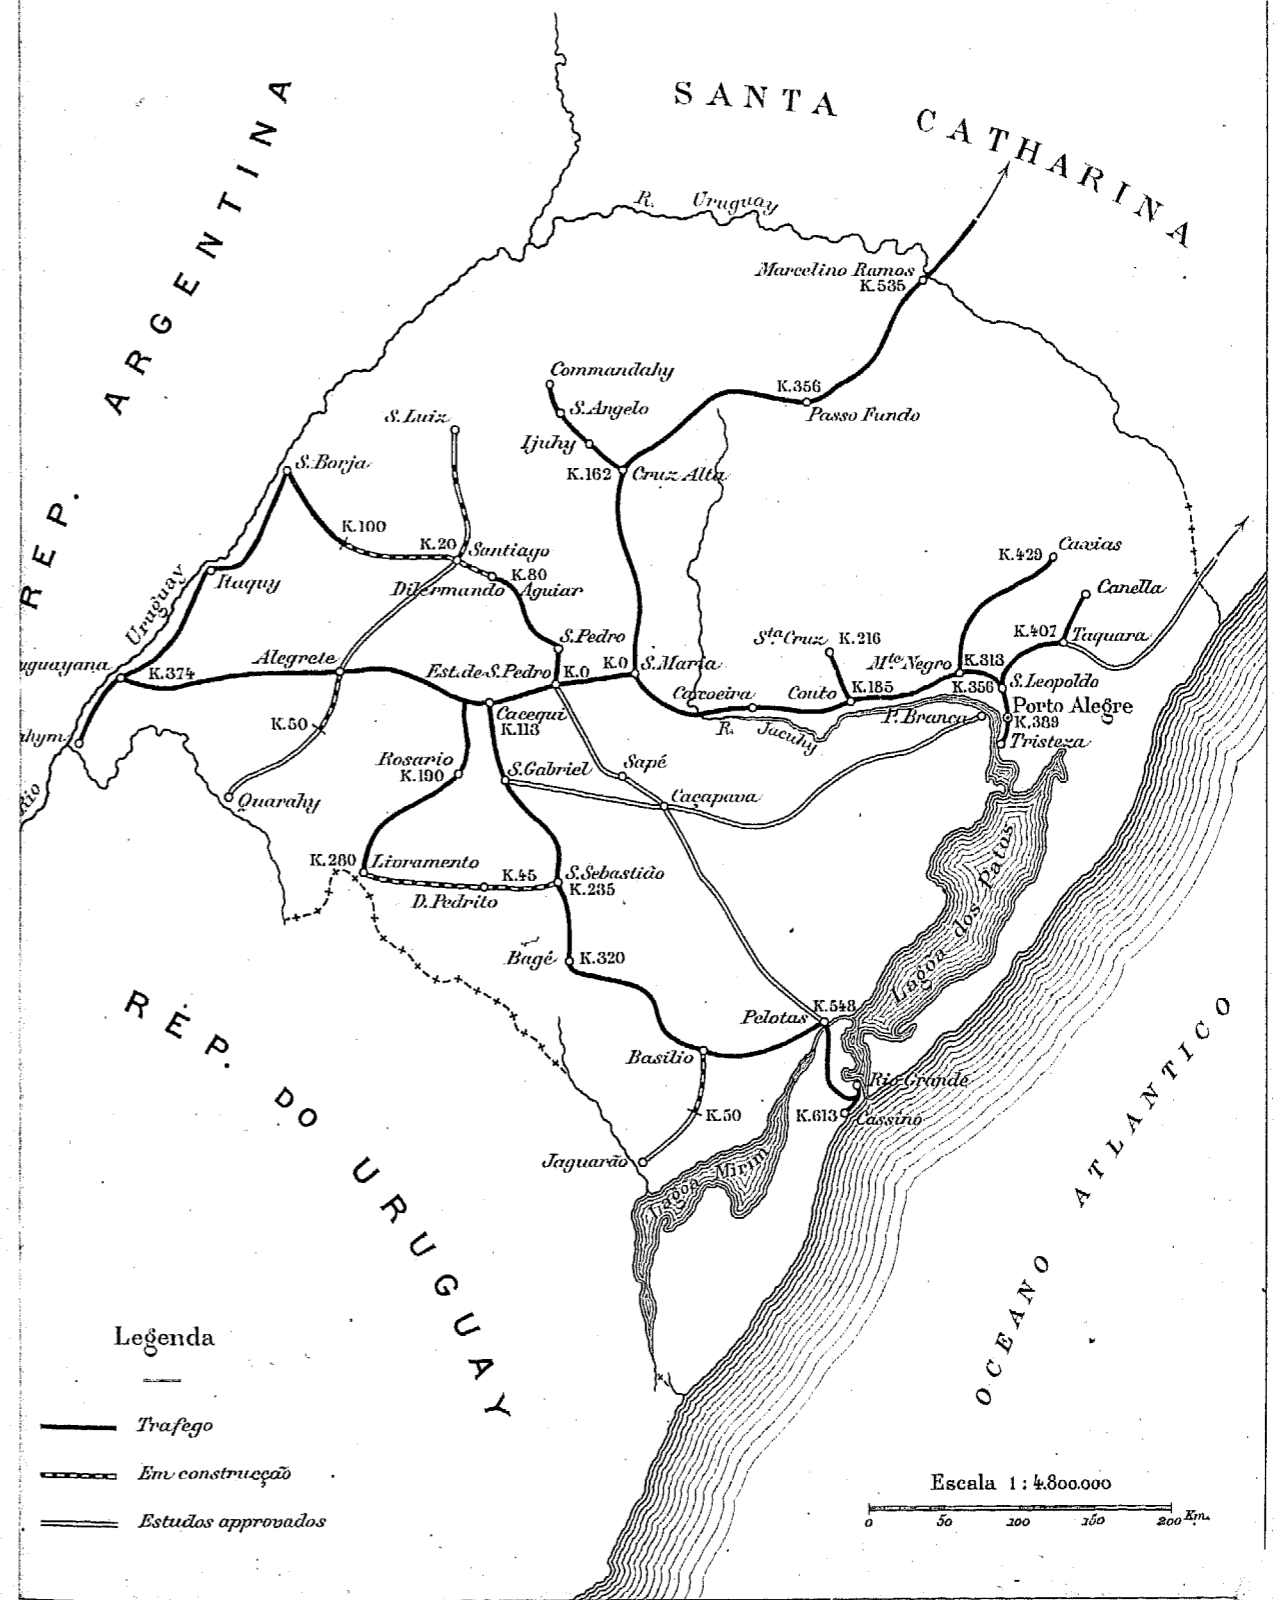 SANTA CATHARINA
REP. ARGENTINA
R. Uruguay
Marcelino Ramos
K.535
Commandahy
S. Angelo
Ijuhy
K.356
Passo Fundo
S. Luiz
K.162
Cruz Alta
S. Borja
K.100
K.20
Santiago
K.80
Dilermando Aguiar
Itaquy
Uruguay
K.429
Caxias
Canella
K.407
Taquara
S. Pedro
Sta Cruz
K.216
Mte Negro
K.313
uguayana
K.374
Alegrete
Est. de S. Pedro
K.0
K.0
S. Maria
Caxoeira
Couto
K.185
K.356
S. Leopoldo
Porto Alegre
K.389
Tristeza
P. Branca
R. Jacuhy
Cacequi
K.113
K.50
ahym
Rosario
K.190
S. Gabriel
Sapé
Caçapava
Rio
Quarahy
K.280
Livramento
K.45
S. Sebastião
K.235
D. Pedrito
Bagé
K.320
Lagoa dos Patos
K.548
Pelotas
Basilio
Rio Grande
K.613
Cassino
K.50
Jaguarão
Lagoa Mirim
REP. DO URUGUAY
OCEANO ATLANTICO
Legenda
Trafego
Em construcção
Estudos approvados
Escala 1 : 4.800.000
0 50 100 150 200 Km.